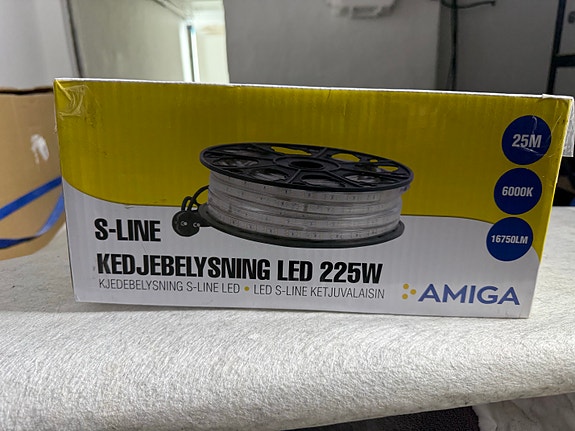 25M
6000K
16750LM
S-LINE
KEDJEBELYSNING LED 225W
KJEDEBELYSNING S-LINE LED • LED S-LINE KETJUVALAISIN
AMIGA